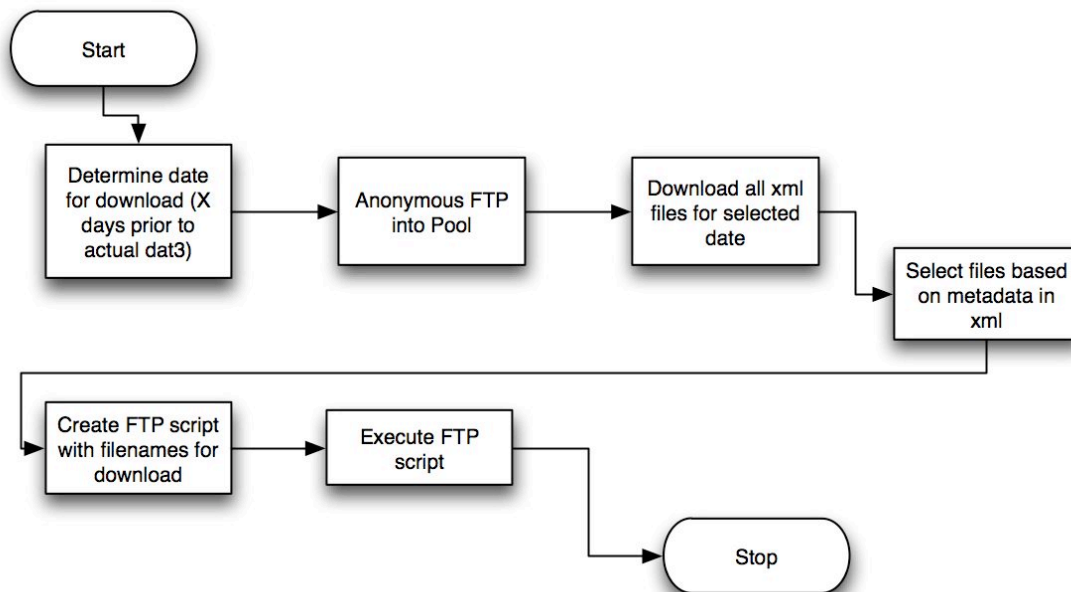 Start
Determine date
for download (X
days prior to
actual dat3)
Anonymous FTP
into Pool
Download all xml
files for selected
date
Select files based
on metadata in
xml
Create FTP script
with filenames for
download
Execute FTP
script
Stop